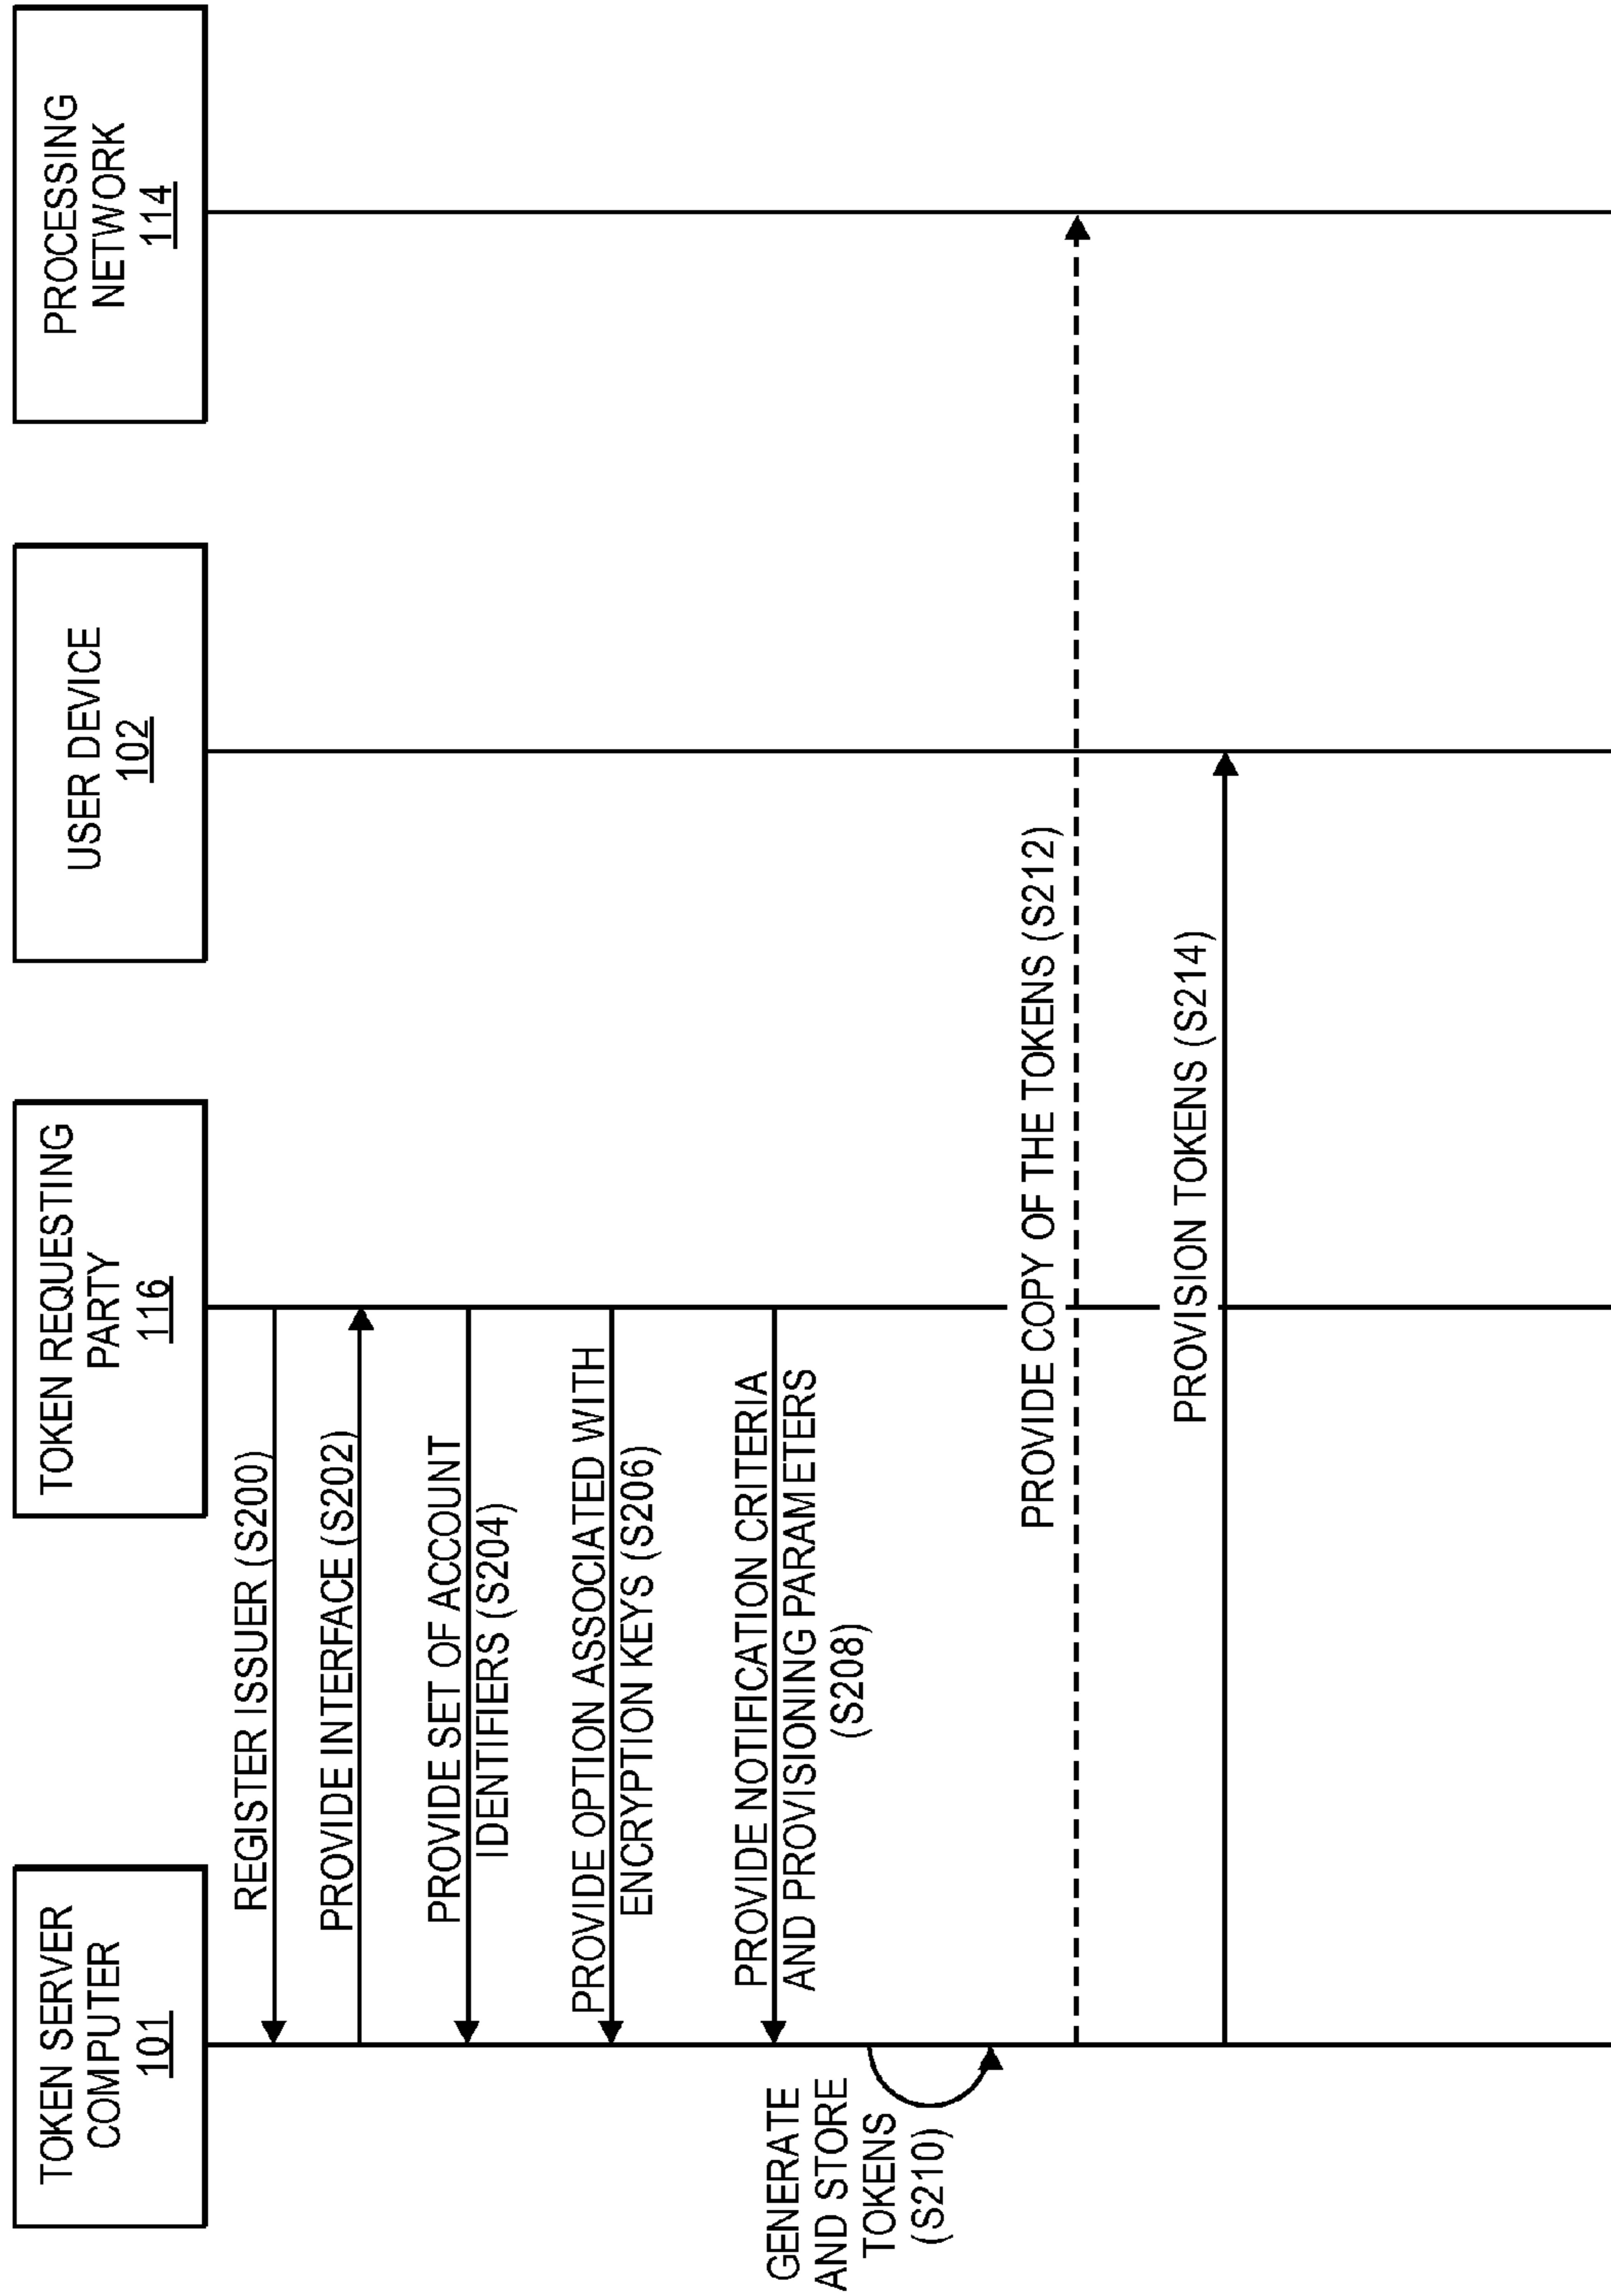 TOKEN SERVER
COMPUTER
101
TOKEN REQUESTING
PARTY
116
USER DEVICE
102
PROCESSING
NETWORK
114
REGISTER ISSUER (S200)
PROVIDE INTERFACE (S202)
PROVIDE SET OF ACCOUNT
IDENTIFIERS (S204)
PROVIDE OPTION ASSOCIATED WITH
ENCRYPTION KEYS (S206)
PROVIDE NOTIFICATION CRITERIA
AND PROVISIONING PARAMETERS
(S208)
GENERATE
AND STORE
TOKENS
(S210)
PROVIDE COPY OF THE TOKENS (S212)
PROVISION TOKENS (S214)